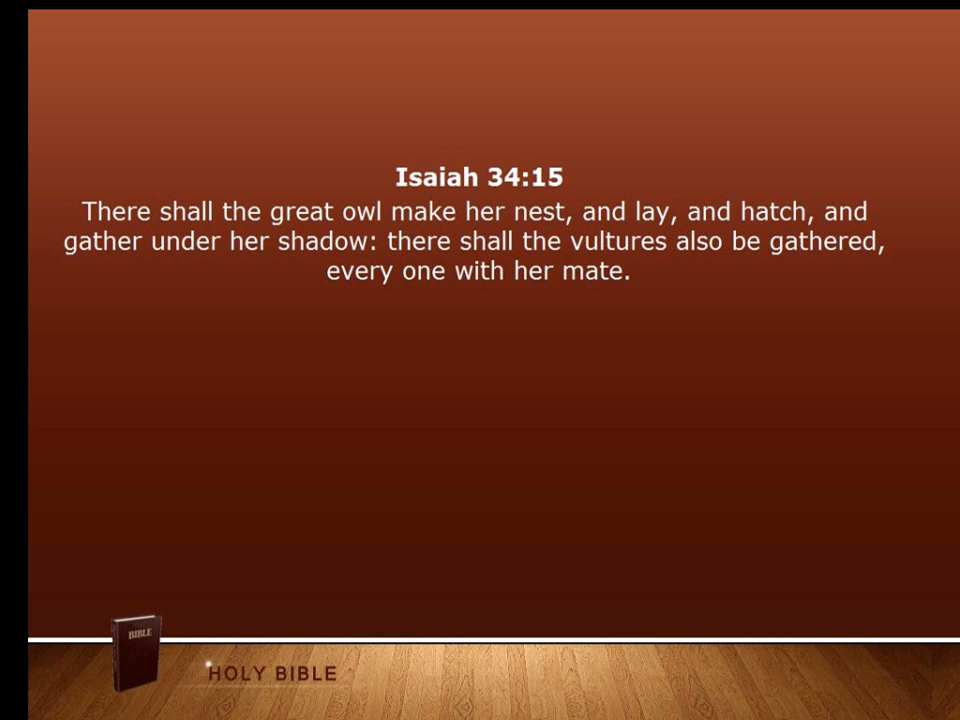 Isaiah 34:15
There shall the great owl make her nest, and lay, and hatch, and
gather under her shadow: there shall the vultures also be gathered,
every one with her mate.
BIBLE
HOLY BIBLE